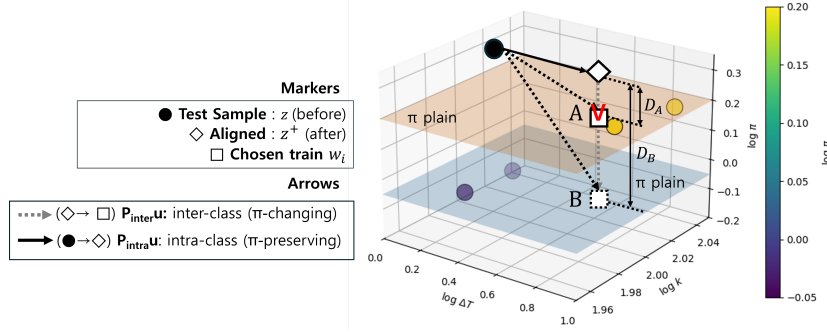 Markers
● Test Sample : z (before)
◇ Aligned : z⁺ (after)
□ Chosen train wᵢ
Arrows
(◇→ □) P_inter u: inter-class (π-changing)
(●→◇) P_intra u: intra-class (π-preserving)
π plain
A
V
D_A
D_B
π plain
B
0.3
0.2
0.1
0.0
−0.1
−0.2
log π
0.0
0.2
0.4
0.6
0.8
1.0
log ΔT
1.96
1.98
2.00
2.02
2.04
log k
0.20
0.15
0.10
0.05
0.00
−0.05
log π